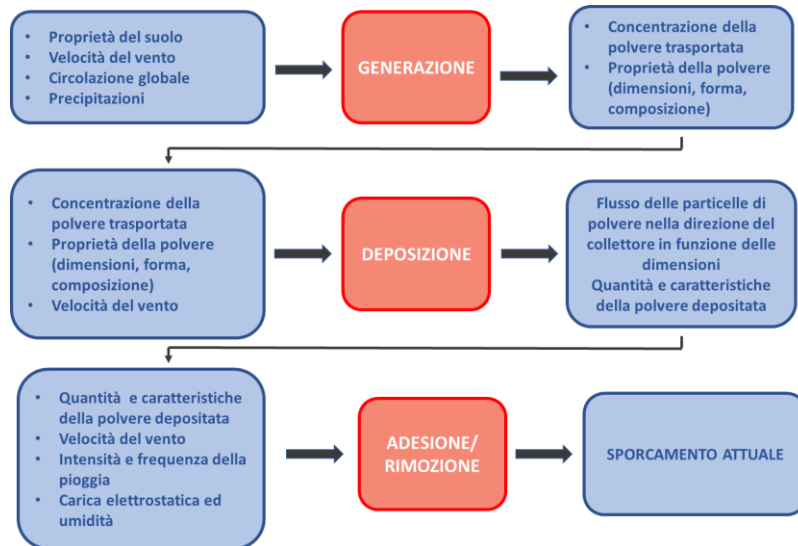 • Proprietà del suolo
• Velocità del vento
• Circolazione globale
• Precipitazioni
GENERAZIONE
• Concentrazione della
polvere trasportata
• Proprietà della polvere
(dimensioni, forma,
composizione)
• Concentrazione della
polvere trasportata
• Proprietà della polvere
(dimensioni, forma,
composizione)
• Velocità del vento
DEPOSIZIONE
Flusso delle particelle di
polvere nella direzione del
collettore in funzione delle
dimensioni
Quantità e caratteristiche
della polvere depositata
• Quantità e caratteristiche
della polvere depositata
• Velocità del vento
• Intensità e frequenza della
pioggia
• Carica elettrostatica ed
umidità
ADESIONE/
RIMOZIONE
SPORCAMENTO ATTUALE